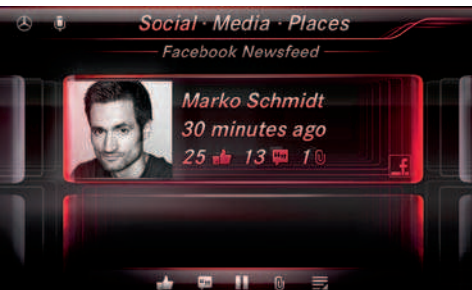 Social · Media · Places
Facebook Newsfeed
Marko Schmidt
30 minutes ago
25 13 1
f